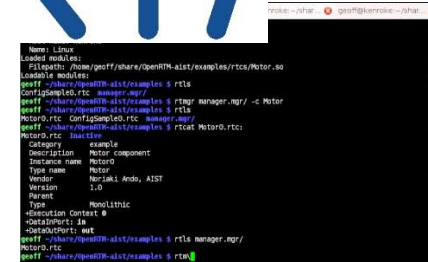 nroke: ~/shar... geoff@kenroke: ~/shar...
Name: Linux
Loaded modules:
Filepath: /home/geoff/share/OpenRTM-aist/examples/rtcs/Motor.so
Loadable modules:
geoff ~/share/OpenRTM-aist/examples $ rtls
ConfigSample0.rtc manager.mgr/
geoff ~/share/OpenRTM-aist/examples $ rtmgr manager.mgr/ -c Motor
geoff ~/share/OpenRTM-aist/examples $ rtls
Motor0.rtc ConfigSample0.rtc manager.mgr/
geoff ~/share/OpenRTM-aist/examples $ rtcat Motor0.rtc:
Motor0.rtc Inactive
Category example
Description Motor component
Instance name Motor0
Type name Motor
Vendor Noriaki Ando, AIST
Version 1.0
Parent
Type Monolithic
+Execution Context 0
+DataInPort: in
+DataOutPort: out
geoff ~/share/OpenRTM-aist/examples $ rtls manager.mgr/
Motor0.rtc
geoff ~/share/OpenRTM-aist/examples $ rtm\